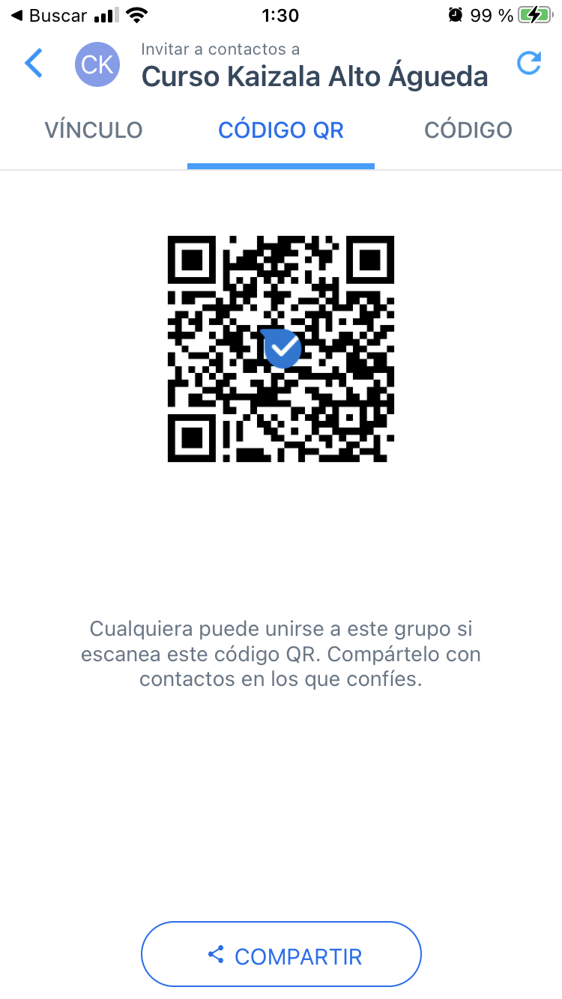 Buscar 1:30 99 %
Invitar a contactos a
CK Curso Kaizala Alto Águeda
VÍNCULO CÓDIGO QR CÓDIGO
Cualquiera puede unirse a este grupo si
escanea este código QR. Compártelo con
contactos en los que confíes.
COMPARTIR